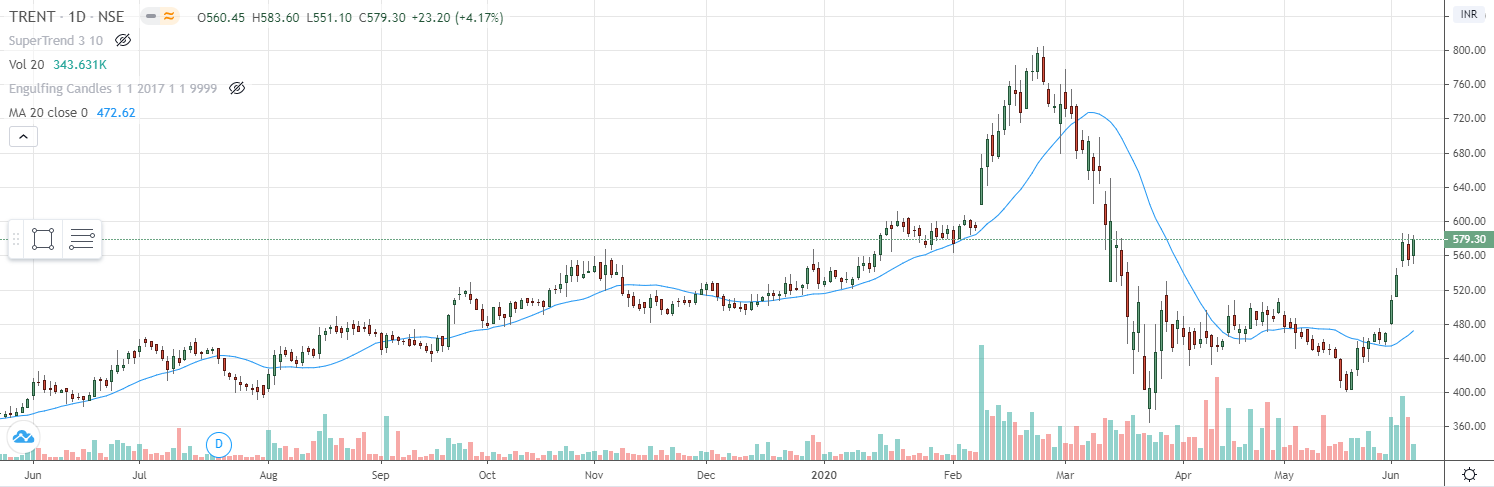 TRENT · 1D · NSE O560.45 H583.60 L551.10 C579.30 +23.20 (+4.17%)
INR
SuperTrend 3 10
Vol 20 343.631K
Engulfing Candles 1 1 2017 1 1 9999
MA 20 close 0 472.62
800.00
760.00
720.00
680.00
640.00
600.00
579.30
560.00
520.00
480.00
440.00
400.00
360.00
D
Jun Jul Aug Sep Oct Nov Dec 2020 Feb Mar Apr May Jun